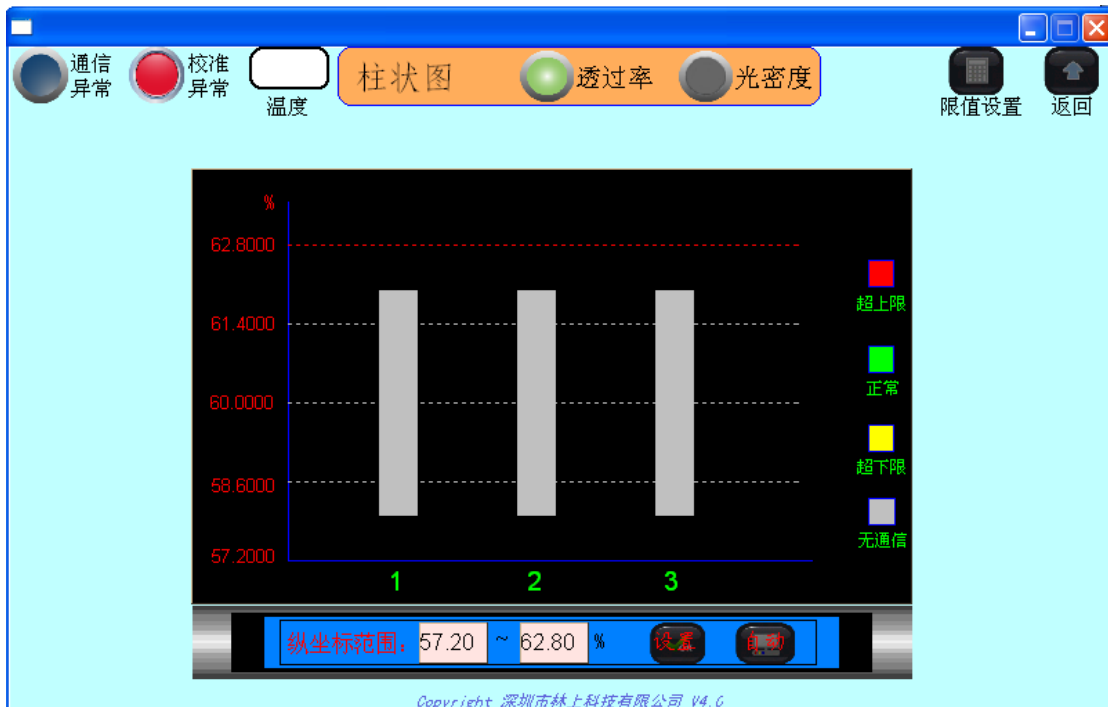 通信
异常
校准
异常
温度
柱状图
透过率
光密度
限值设置
返回
%
62.8000
61.4000
60.0000
58.6000
57.2000
1 2 3
超上限
正常
超下限
无通信
纵坐标范围: 57.20 ~ 62.80 % 设置 自动
Copyright 深圳市林上科技有限公司 V4.